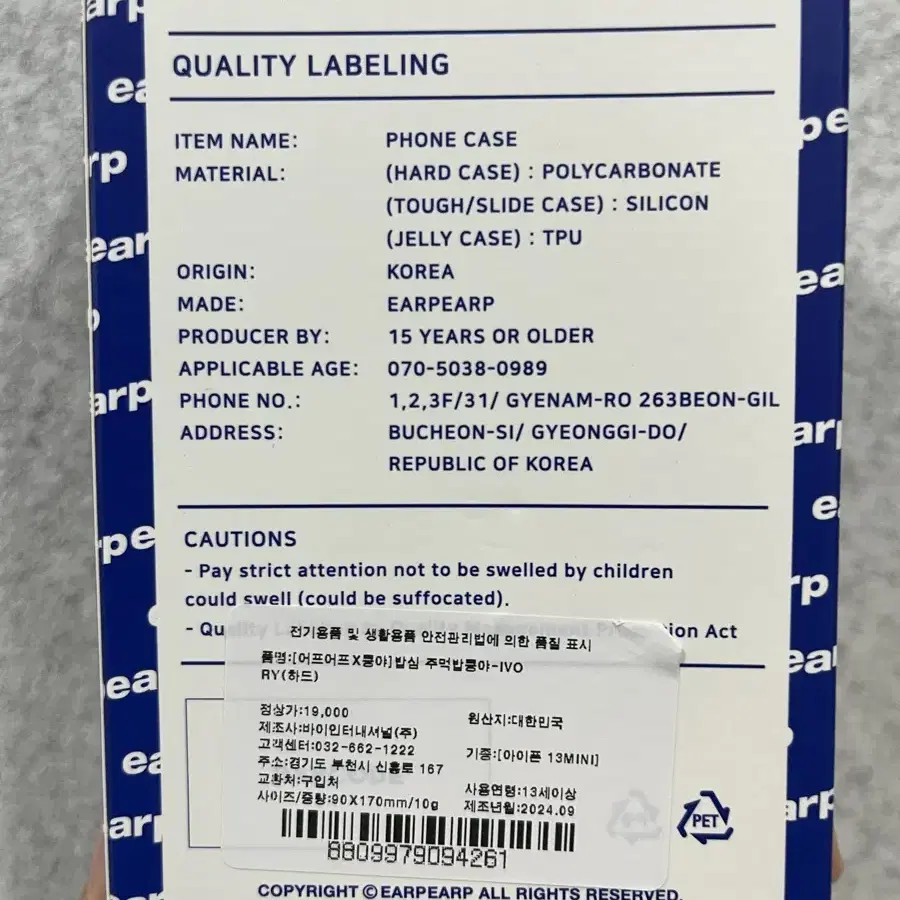 QUALITY LABELING
ITEM NAME: PHONE CASE
MATERIAL: (HARD CASE) : POLYCARBONATE
(TOUGH/SLIDE CASE) : SILICON
(JELLY CASE) : TPU
ORIGIN: KOREA
MADE: EARPEARP
PRODUCER BY: 15 YEARS OR OLDER
APPLICABLE AGE: 070-5038-0989
PHONE NO.: 1,2,3F/31/ GYENAM-RO 263BEON-GIL
ADDRESS: BUCHEON-SI/ GYEONGGI-DO/
REPUBLIC OF KOREA
CAUTIONS
- Pay strict attention not to be swelled by children
could swell (could be suffocated).
- Quality ion Act
전기용품 및 생활용품 안전관리법에 의한 품질 표시
품명:[어프어프X쿵야]밥심 주먹밥쿵야-IVO
RY(하드)
정상가:19,000
제조사:바이인터내셔널(주) 원산지:대한민국
고객센터:032-662-1222
주소:경기도 부천시 신흥로 167 기종:[아이폰 13MINI]
교환처:구입처 사용연령:13세이상
사이즈/중량:90X170mm/10g 제조년월:2024.09
8809979094261
PET
COPYRIGHT ⓒ EARPEARP ALL RIGHTS RESERVED.